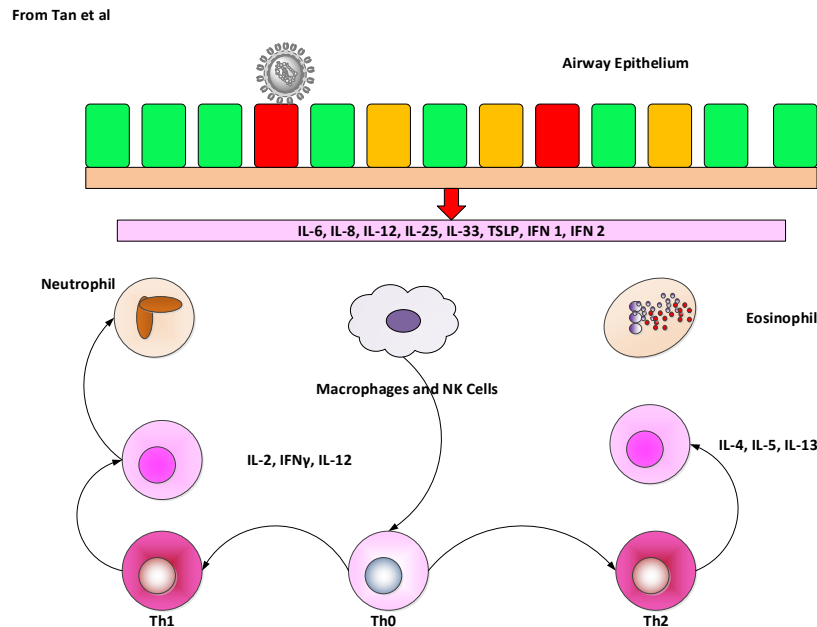 From Tan et al
Airway Epithelium
IL-6, IL-8, IL-12, IL-25, IL-33, TSLP, IFN 1, IFN 2
Neutrophil
Eosinophil
Macrophages and NK Cells
IL-2, IFNγ, IL-12
IL-4, IL-5, IL-13
Th1
Th0
Th2